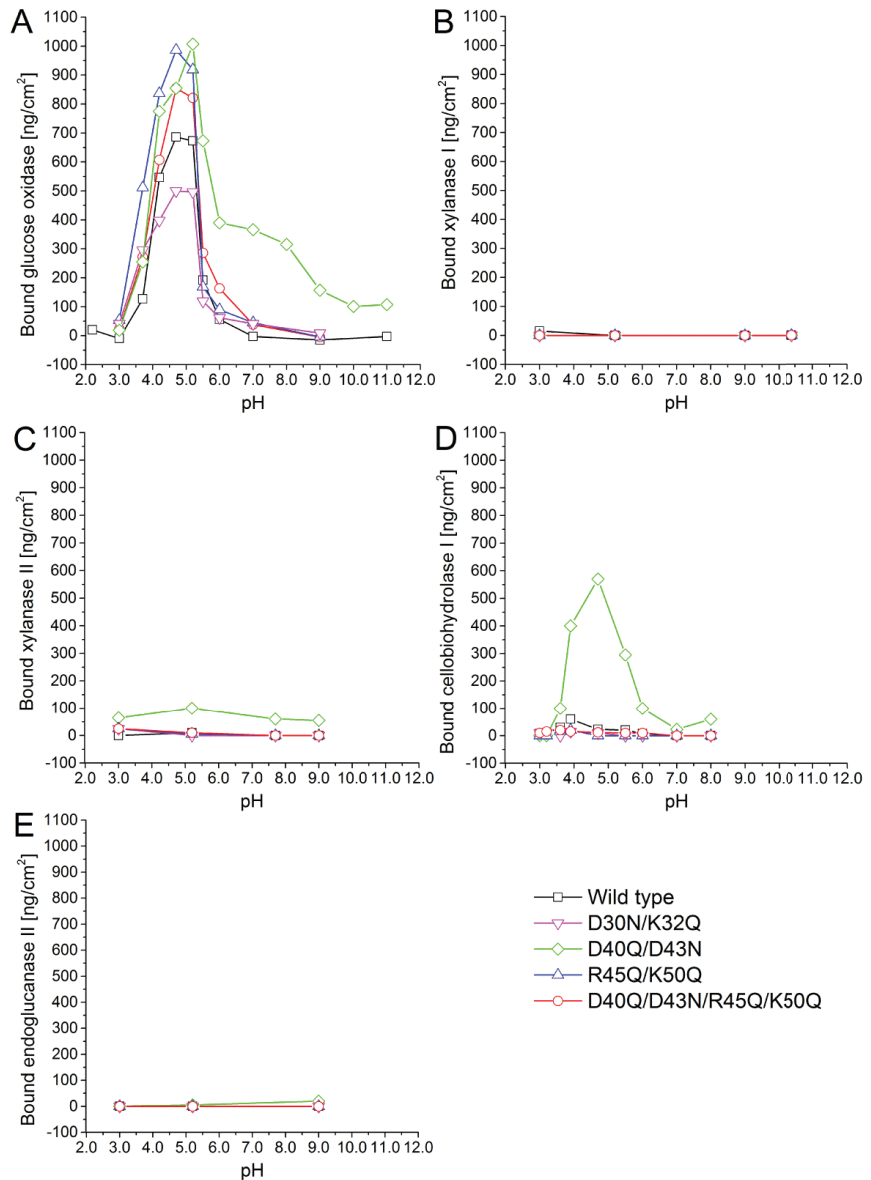 A
1100
1000
900
800
700
600
500
400
300
200
100
0
-100
Bound glucose oxidase [ng/cm²]
2.0 3.0 4.0 5.0 6.0 7.0 8.0 9.0 10.0 11.0 12.0
pH
B
1100
1000
900
800
700
600
500
400
300
200
100
0
-100
Bound xylanase I [ng/cm²]
2.0 3.0 4.0 5.0 6.0 7.0 8.0 9.0 10.0 11.0 12.0
pH
C
1100
1000
900
800
700
600
500
400
300
200
100
0
-100
Bound xylanase II [ng/cm²]
2.0 3.0 4.0 5.0 6.0 7.0 8.0 9.0 10.0 11.0 12.0
pH
D
1100
1000
900
800
700
600
500
400
300
200
100
0
-100
Bound cellobiohydrolase I [ng/cm²]
2.0 3.0 4.0 5.0 6.0 7.0 8.0 9.0 10.0 11.0 12.0
pH
E
1100
1000
900
800
700
600
500
400
300
200
100
0
-100
Bound endoglucanase II [ng/cm²]
2.0 3.0 4.0 5.0 6.0 7.0 8.0 9.0 10.0 11.0 12.0
pH
Wild type
D30N/K32Q
D40Q/D43N
R45Q/K50Q
D40Q/D43N/R45Q/K50Q